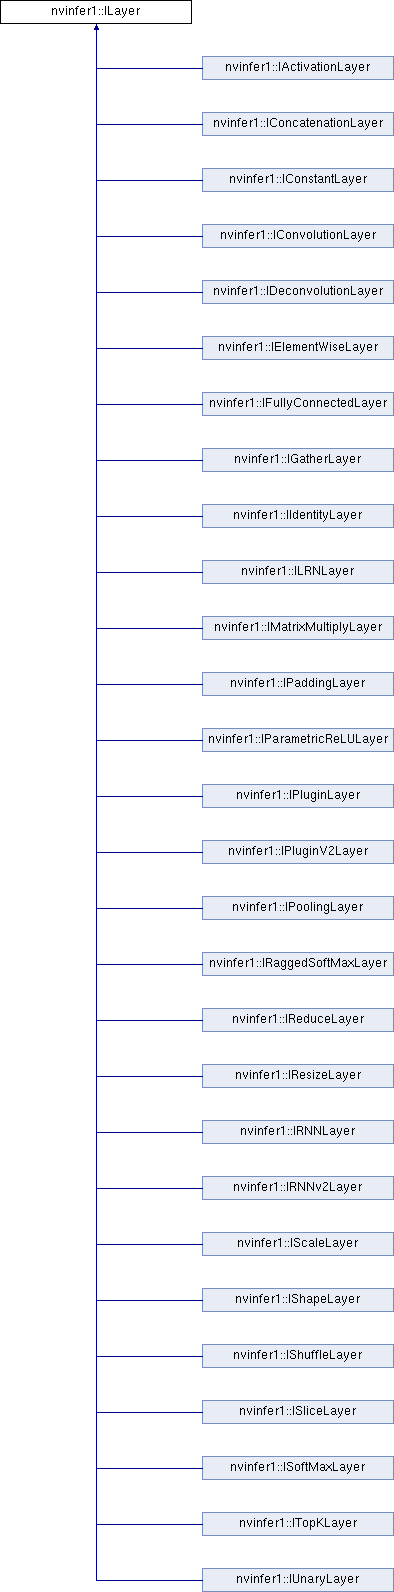 nvinfer1::ILayer
nvinfer1::IActivationLayer
nvinfer1::IConcatenationLayer
nvinfer1::IConstantLayer
nvinfer1::IConvolutionLayer
nvinfer1::IDeconvolutionLayer
nvinfer1::IElementWiseLayer
nvinfer1::IFullyConnectedLayer
nvinfer1::IGatherLayer
nvinfer1::IIdentityLayer
nvinfer1::ILRNLayer
nvinfer1::IMatrixMultiplyLayer
nvinfer1::IPaddingLayer
nvinfer1::IParametricReLULayer
nvinfer1::IPluginLayer
nvinfer1::IPluginV2Layer
nvinfer1::IPoolingLayer
nvinfer1::IRaggedSoftMaxLayer
nvinfer1::IReduceLayer
nvinfer1::IResizeLayer
nvinfer1::IRNNLayer
nvinfer1::IRNNv2Layer
nvinfer1::IScaleLayer
nvinfer1::IShapeLayer
nvinfer1::IShuffleLayer
nvinfer1::ISliceLayer
nvinfer1::ISoftMaxLayer
nvinfer1::ITopKLayer
nvinfer1::IUnaryLayer